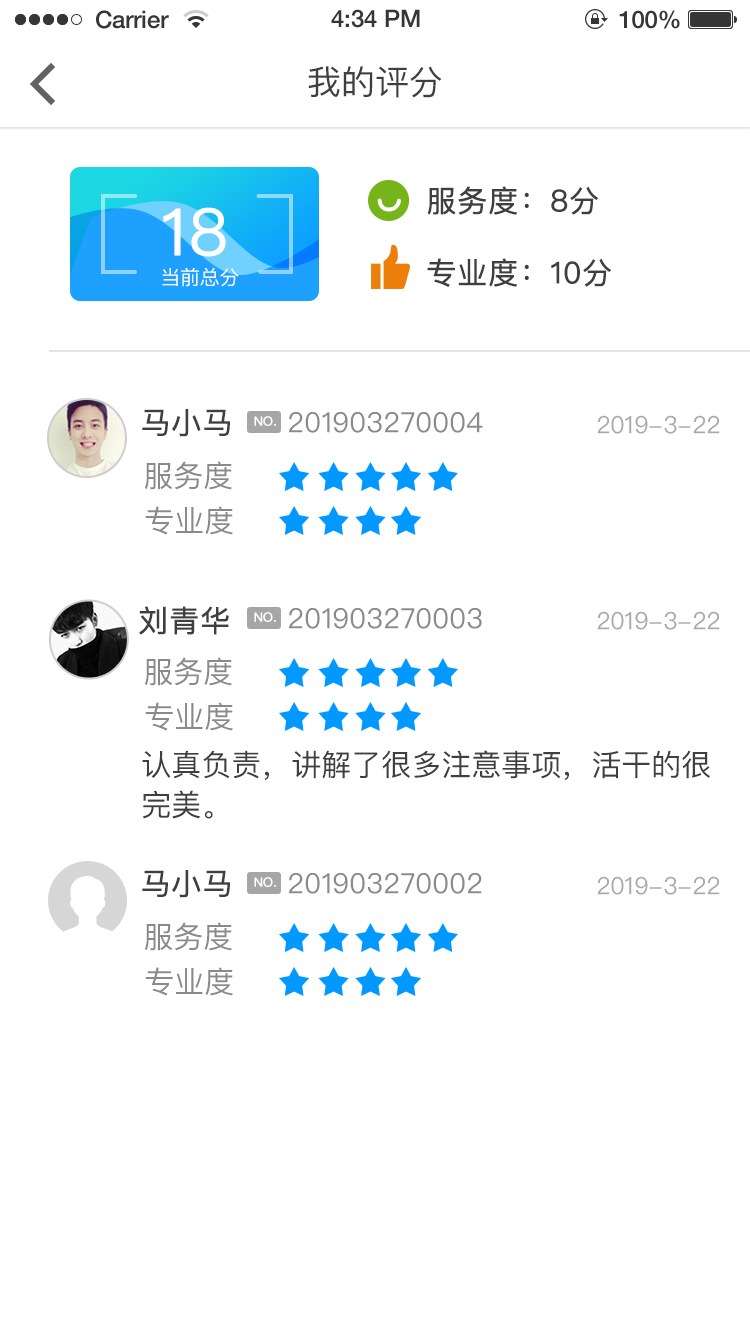 Carrier 4:34 PM 100%
我的评分
18
当前总分
服务度：8分
专业度：10分
马小马 NO. 201903270004 2019-3-22
服务度
专业度
刘青华 NO. 201903270003 2019-3-22
服务度
专业度
认真负责，讲解了很多注意事项，活干的很
完美。
马小马 NO. 201903270002 2019-3-22
服务度
专业度